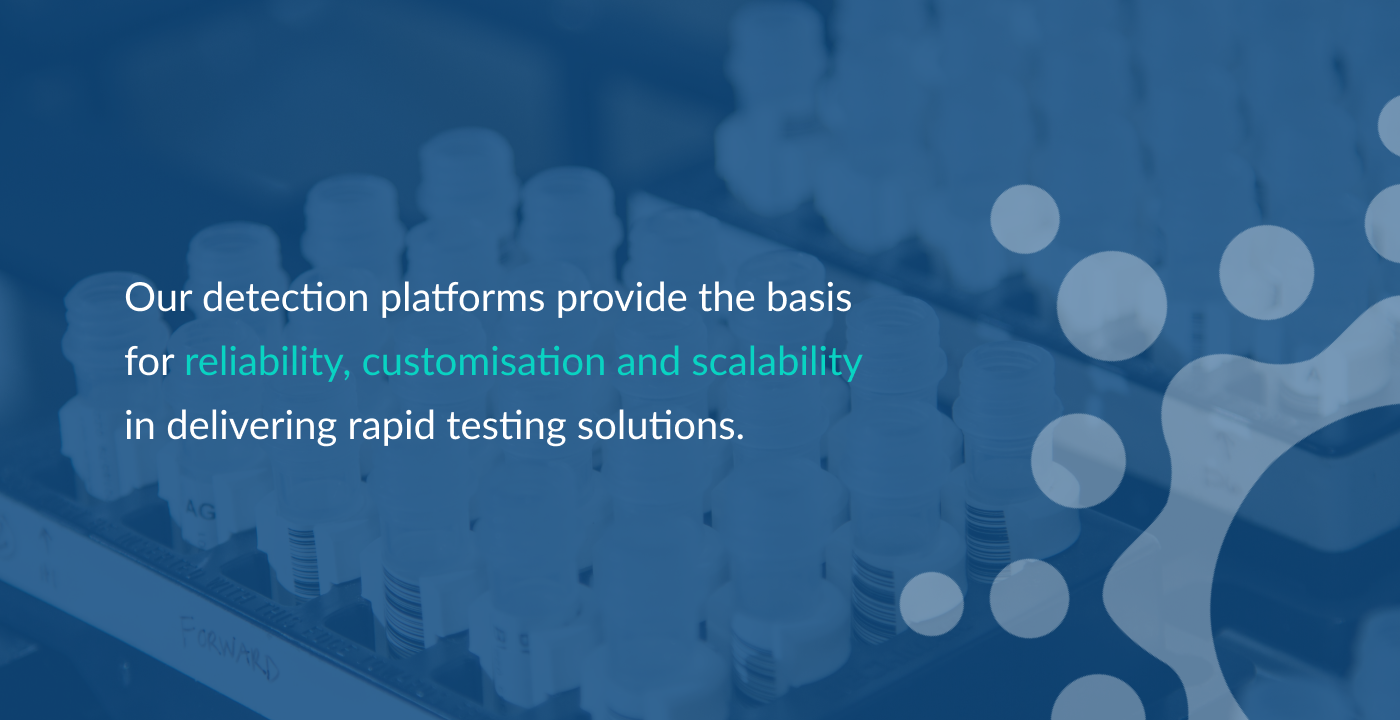 Our detection platforms provide the basis
for reliability, customisation and scalability
in delivering rapid testing solutions.
AG
FORWARD